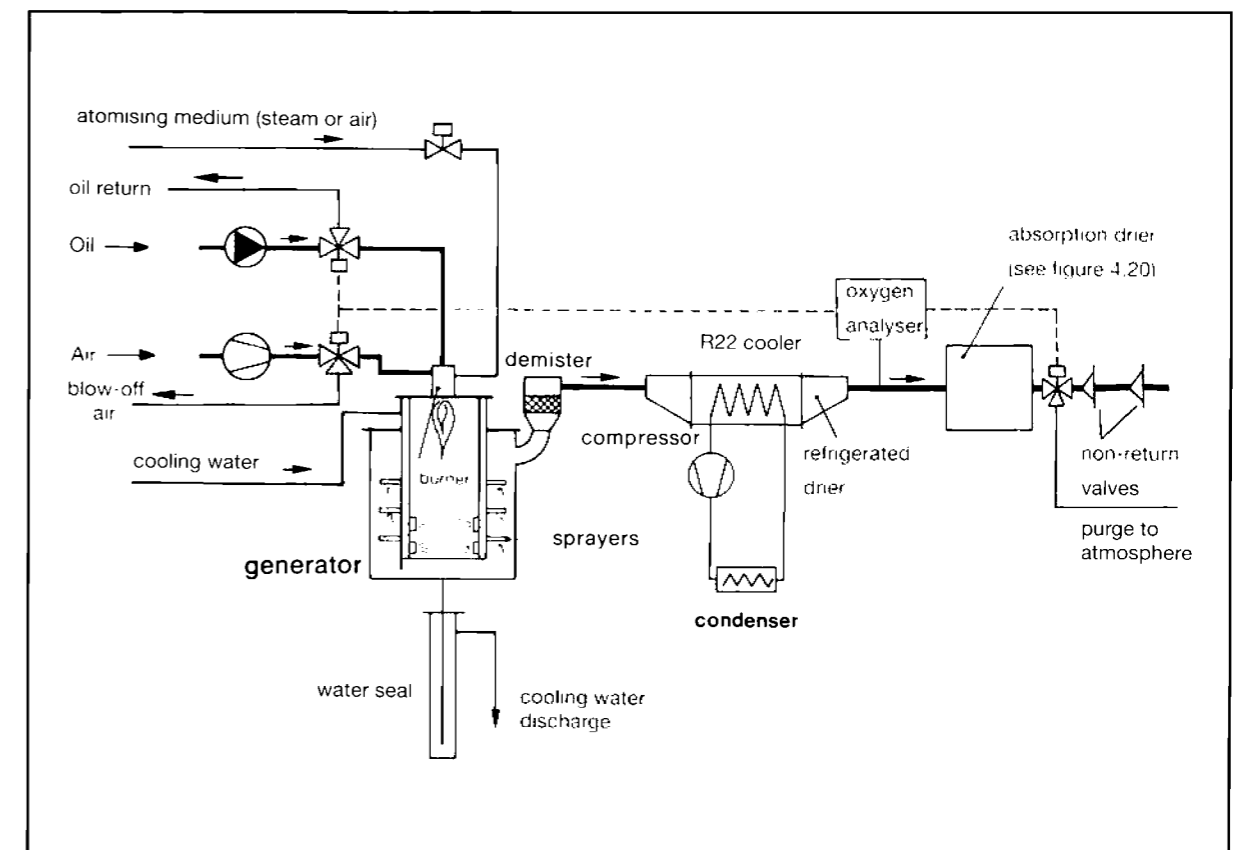 atomising medium (steam or air)
oil return
Oil
absorption drier
(see figure 4.20)
oxygen
analyser
R22 cooler
Air
demister
blow-off
air
compressor
refrigerated
drier
non-return
valves
cooling water
burner
sprayers
purge to
atmosphere
generator
condenser
water seal
cooling water
discharge